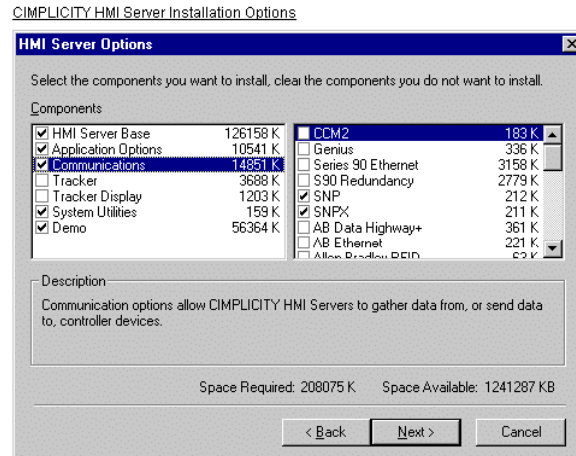 CIMPLICITY HMI Server Installation Options
HMI Server Options
Select the components you want to install, clear the components you do not want to install.
Components
HMI Server Base 126158 K
Application Options 10541 K
Communications 14851 K
Tracker 3688 K
Tracker Display 1203 K
System Utilities 159 K
Demo 56364 K
CCM2 183 K
Genius 336 K
Series 90 Ethernet 3158 K
S90 Redundancy 2779 K
SNP 212 K
SNPX 211 K
AB Data Highway+ 361 K
AB Ethernet 221 K
Allen Bradley RFID 63 K
Description
Communication options allow CIMPLICITY HMI Servers to gather data from, or send data
to, controller devices.
Space Required: 208075 K Space Available: 1241287 KB
< Back Next > Cancel